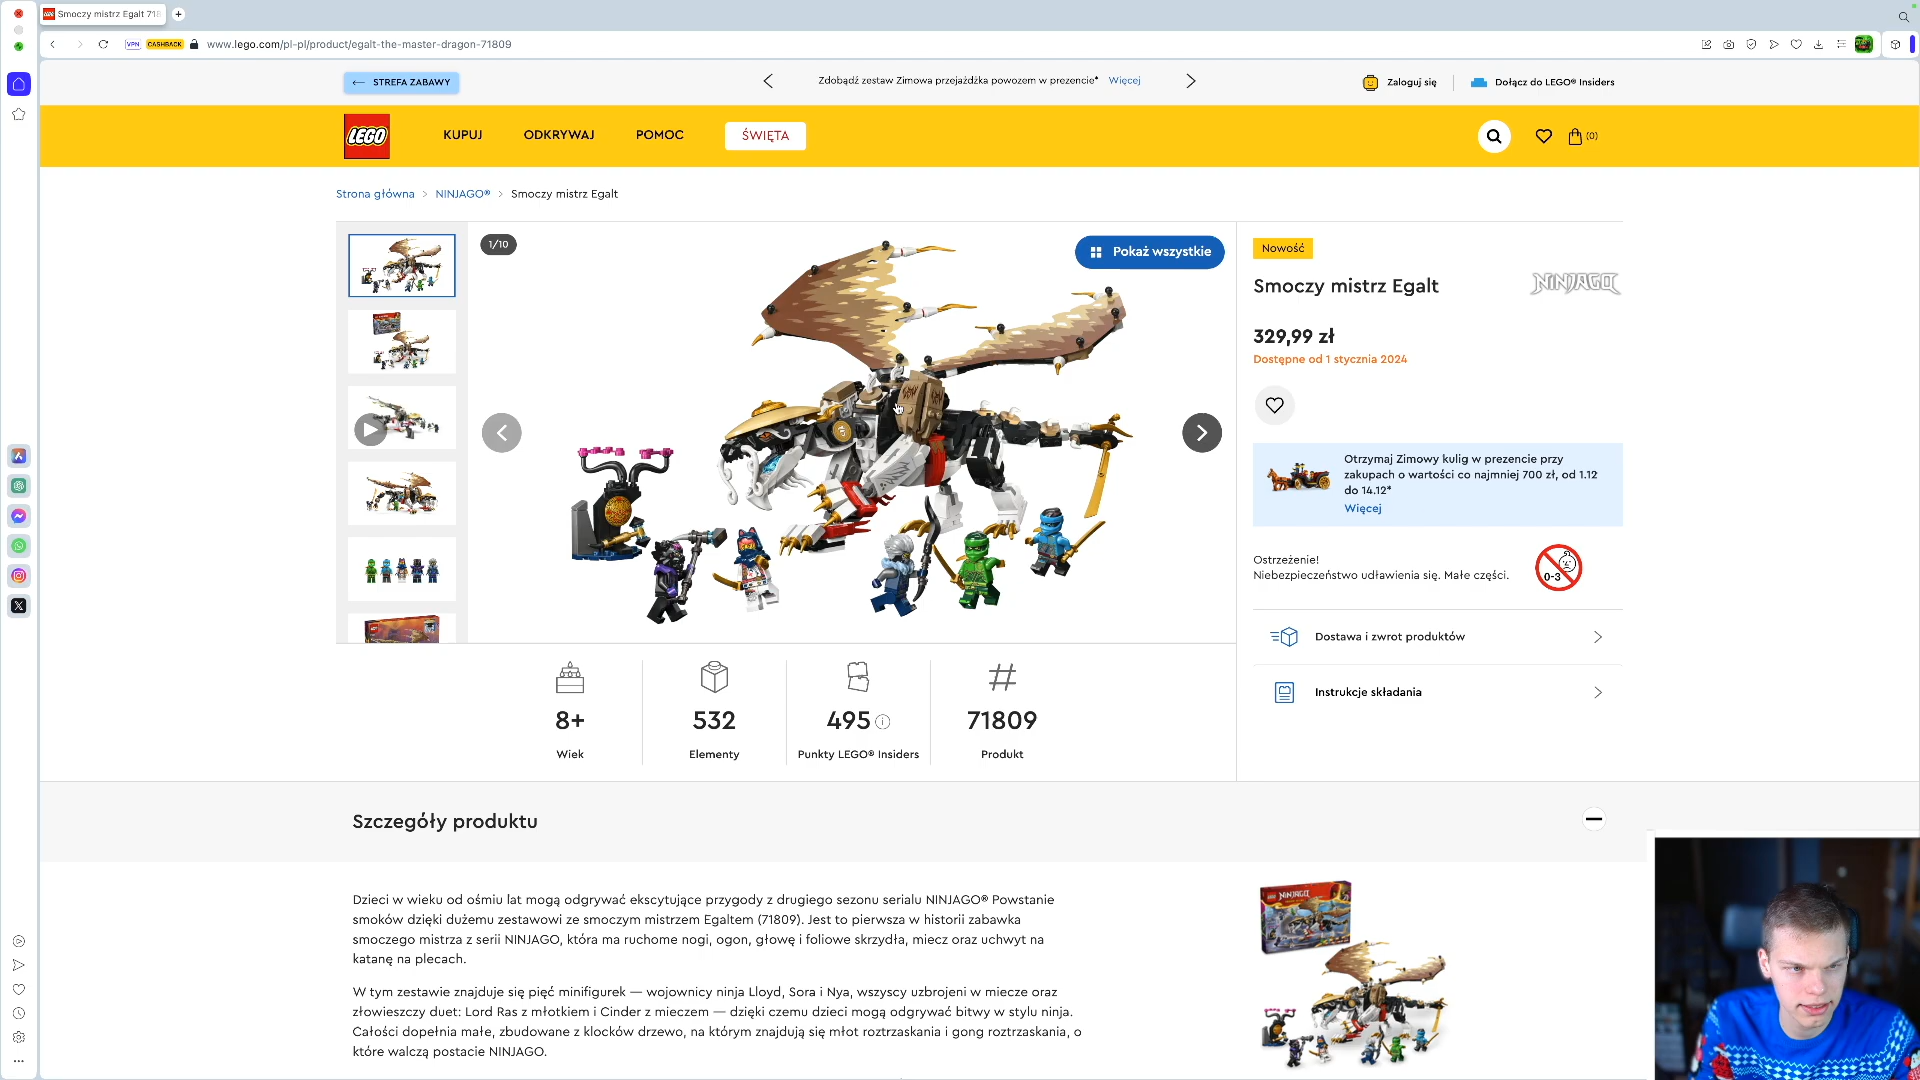 Smoczy mistrz Egalt 718
VPN
CASHBACK
www.lego.com/pl-pl/product/egalt-the-master-dragon-71809
STREFA ZABAWY
Zdobądź zestaw Zimowa przejażdżka powozem w prezencie* Więcej
Zaloguj się
Dołącz do LEGO® Insiders
LEGO
KUPUJ
ODKRYWAJ
POMOC
ŚWIĘTA
(0)
Strona główna > NINJAGO® > Smoczy mistrz Egalt
1/10
Pokaż wszystkie
Nowość
Smoczy mistrz Egalt
NINJAGO
329,99 zł
Dostępne od 1 stycznia 2024
Otrzymaj Zimowy kulig w prezencie przy
zakupach o wartości co najmniej 700 zł, od 1.12
do 14.12*
Więcej
Ostrzeżenie!
Niebezpieczeństwo udławienia się. Małe części.
0-3
Dostawa i zwrot produktów
Instrukcje składania
8+
Wiek
532
Elementy
495
Punkty LEGO® Insiders
#
71809
Produkt
Szczegóły produktu
Dzieci w wieku od ośmiu lat mogą odgrywać ekscytujące przygody z drugiego sezonu serialu NINJAGO® Powstanie
smoków dzięki dużemu zestawowi ze smoczym mistrzem Egaltem (71809). Jest to pierwsza w historii zabawka
smoczego mistrza z serii NINJAGO, która ma ruchome nogi, ogon, głowę i foliowe skrzydła, miecz oraz uchwyt na
katanę na plecach.
W tym zestawie znajduje się pięć minifigurek — wojownicy ninja Lloyd, Sora i Nya, wszyscy uzbrojeni w miecze oraz
złowieszczy duet: Lord Ras z młotkiem i Cinder z mieczem — dzięki czemu dzieci mogą odgrywać bitwy w stylu ninja.
Całości dopełnia małe, zbudowane z klocków drzewo, na którym znajdują się młot roztrzaskania i gong roztrzaskania, o
które walczą postacie NINJAGO.
NINJAGO